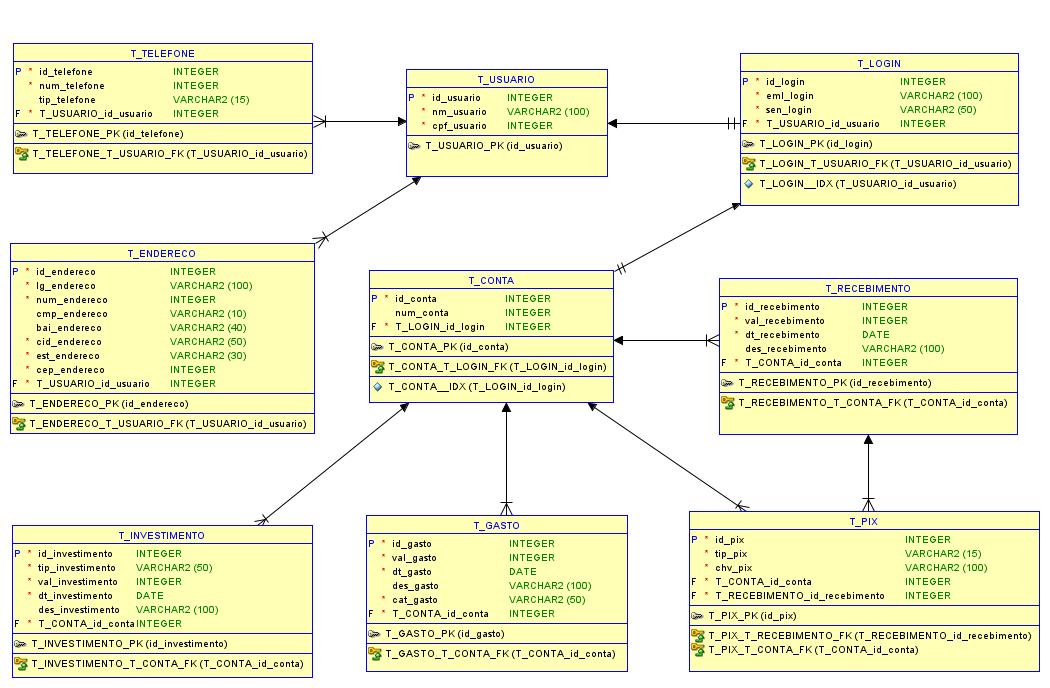 T_TELEFONE
P * id_telefone INTEGER
* num_telefone INTEGER
tip_telefone VARCHAR2 (15)
F * T_USUARIO_id_usuario INTEGER
T_TELEFONE_PK (id_telefone)
T_TELEFONE_T_USUARIO_FK (T_USUARIO_id_usuario)
T_USUARIO
P * id_usuario INTEGER
* nm_usuario VARCHAR2 (100)
* cpf_usuario INTEGER
T_USUARIO_PK (id_usuario)
T_LOGIN
P * id_login INTEGER
* eml_login VARCHAR2 (100)
* sen_login VARCHAR2 (50)
F * T_USUARIO_id_usuario INTEGER
T_LOGIN_PK (id_login)
T_LOGIN_T_USUARIO_FK (T_USUARIO_id_usuario)
T_LOGIN__IDX (T_USUARIO_id_usuario)
T_ENDERECO
P * id_endereco INTEGER
* lg_endereco VARCHAR2 (100)
* num_endereco INTEGER
cmp_endereco VARCHAR2 (10)
* bai_endereco VARCHAR2 (40)
* cid_endereco VARCHAR2 (50)
* est_endereco VARCHAR2 (30)
* cep_endereco INTEGER
F * T_USUARIO_id_usuario INTEGER
T_ENDERECO_PK (id_endereco)
T_ENDERECO_T_USUARIO_FK (T_USUARIO_id_usuario)
T_CONTA
P * id_conta INTEGER
num_conta INTEGER
F * T_LOGIN_id_login INTEGER
T_CONTA_PK (id_conta)
T_CONTA_T_LOGIN_FK (T_LOGIN_id_login)
T_CONTA__IDX (T_LOGIN_id_login)
T_RECEBIMENTO
P * id_recebimento INTEGER
* val_recebimento INTEGER
* dt_recebimento DATE
des_recebimento VARCHAR2 (100)
F * T_CONTA_id_conta INTEGER
T_RECEBIMENTO_PK (id_recebimento)
T_RECEBIMENTO_T_CONTA_FK (T_CONTA_id_conta)
T_INVESTIMENTO
P * id_investimento INTEGER
* tip_investimento VARCHAR2 (50)
* val_investimento INTEGER
* dt_investimento DATE
des_investimento VARCHAR2 (100)
F * T_CONTA_id_conta INTEGER
T_INVESTIMENTO_PK (id_investimento)
T_INVESTIMENTO_T_CONTA_FK (T_CONTA_id_conta)
T_GASTO
P * id_gasto INTEGER
* val_gasto INTEGER
* dt_gasto DATE
des_gasto VARCHAR2 (100)
* cat_gasto VARCHAR2 (50)
F * T_CONTA_id_conta INTEGER
T_GASTO_PK (id_gasto)
T_GASTO_T_CONTA_FK (T_CONTA_id_conta)
T_PIX
P * id_pix INTEGER
* tip_pix VARCHAR2 (15)
* chv_pix VARCHAR2 (100)
F * T_CONTA_id_conta INTEGER
F * T_RECEBIMENTO_id_recebimento INTEGER
T_PIX_PK (id_pix)
T_PIX_T_RECEBIMENTO_FK (T_RECEBIMENTO_id_recebimento)
T_PIX_T_CONTA_FK (T_CONTA_id_conta)